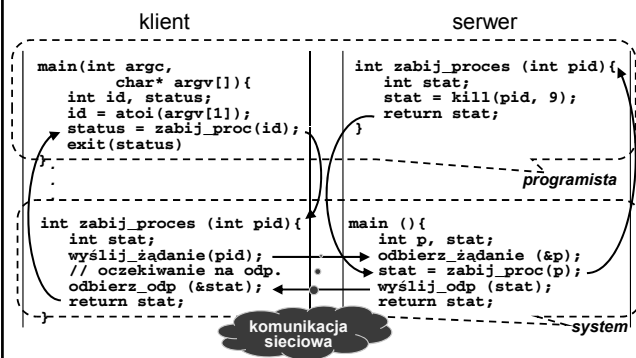 klient
serwer
main(int argc,
char* argv[]){
int id, status;
id = atoi(argv[1]);
status = zabij_proc(id);
exit(status)
}
.
.
int zabij_proces (int pid){
int stat;
stat = kill(pid, 9);
return stat;
}
programista
int zabij_proces (int pid){
int stat;
wyślij_żądanie(pid);
// oczekiwanie na odp.
odbierz_odp (&stat);
return stat;
}
main (){
int p, stat;
odbierz_żądanie (&p);
stat = zabij_proc(p);
wyślij_odp (stat);
return stat;
}
system
komunikacja
sieciowa